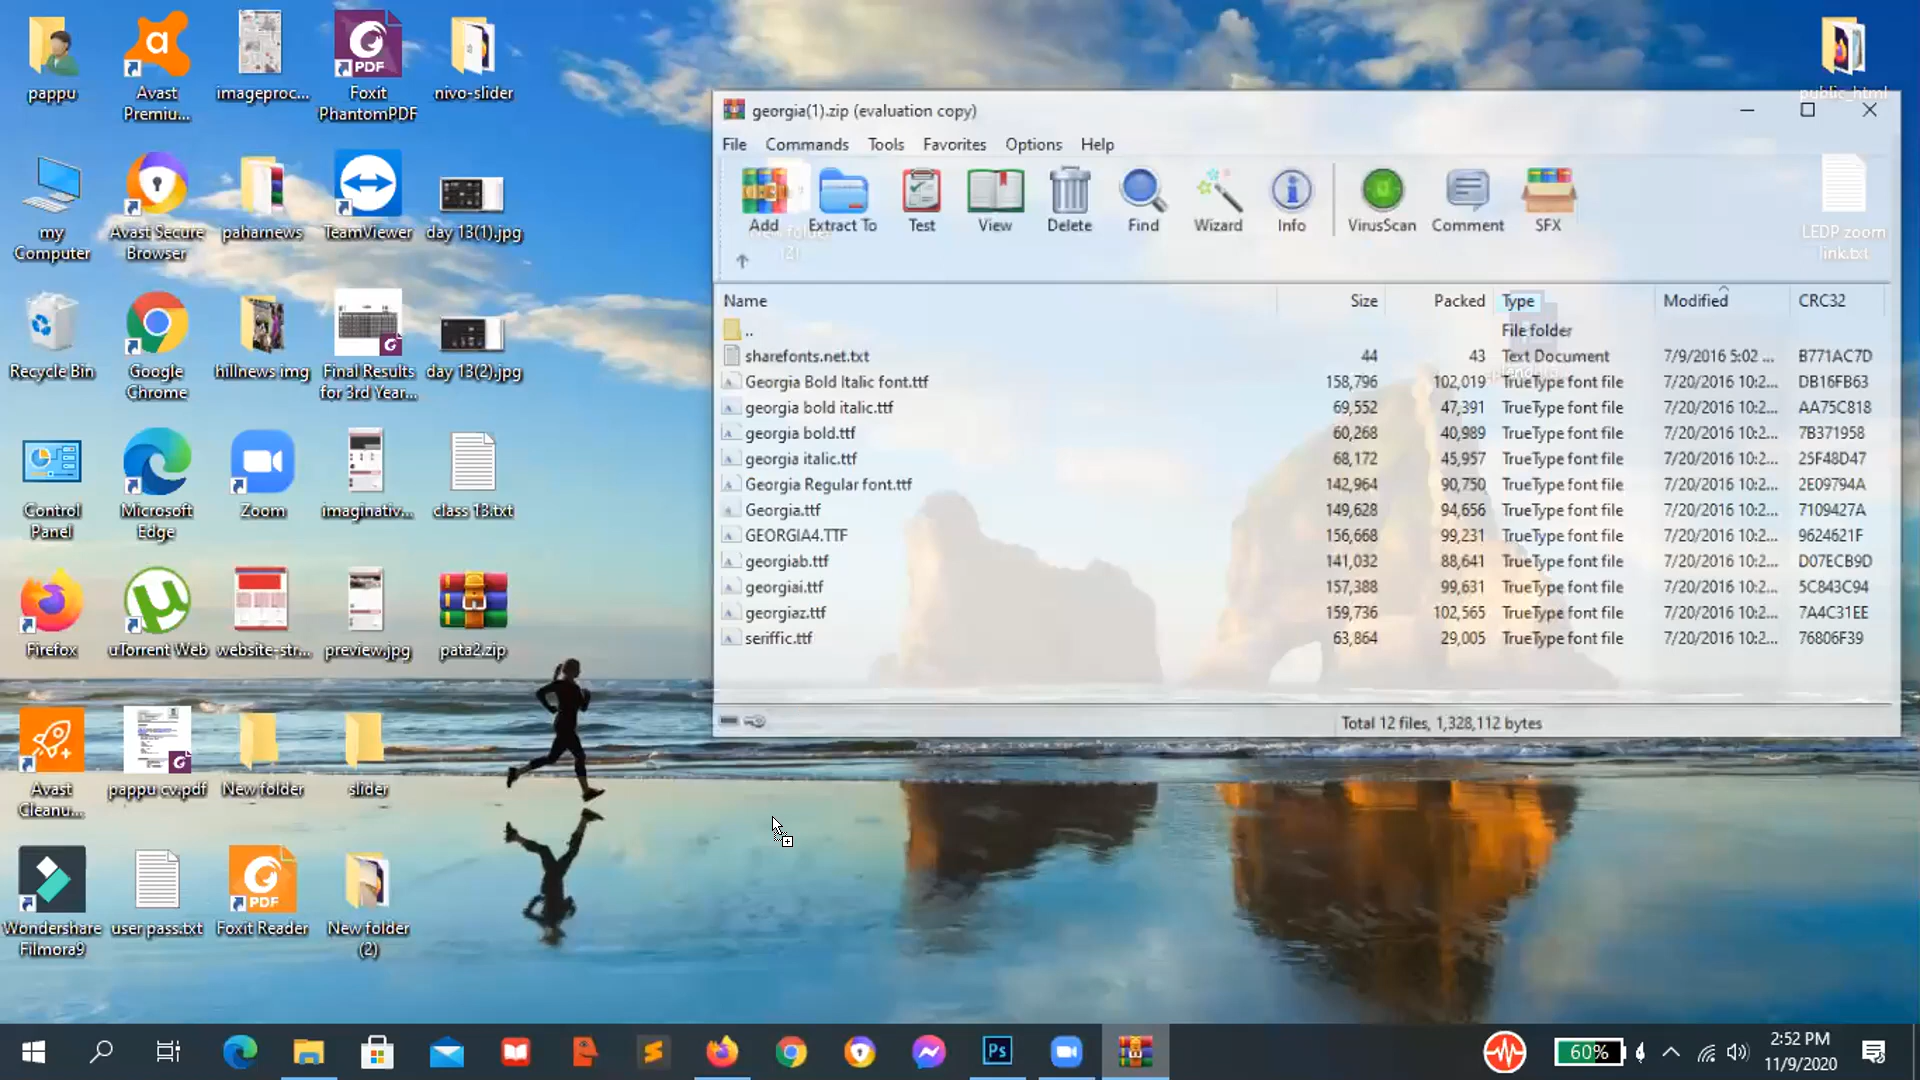 pappu
Avast
Premiu...
imageproc...
Foxit
PhantomPDF
nivo-slider
public_html
my
Computer
Avast Secure
Browser
paharnews
TeamViewer
day 13(1).jpg
LEDP zoom
link.txt
Recycle Bin
Google
Chrome
hillnews img
Final Results
for 3rd Year...
day 13(2).jpg
Control
Panel
Microsoft
Edge
Zoom
imaginativ...
class 13.txt
Firefox
uTorrent Web
website-str...
preview.jpg
pata2.zip
Avast
Cleanu...
pappu cv.pdf
New folder
slider
Wondershare
Filmora9
user pass.txt
Foxit Reader
New folder
(2)
georgia(1).zip (evaluation copy)
File Commands Tools Favorites Options Help
Add Extract To Test View Delete Find Wizard Info VirusScan Comment SFX
New folder
(2)
Name Size Packed Type Modified CRC32
.. File folder
sharefonts.net.txt 44 43 Text Document 7/9/2016 5:02 ... B771AC7D
Georgia Bold Italic font.ttf 158,796 102,019 TrueType font file 7/20/2016 10:2... DB16FB63
georgia bold italic.ttf 69,552 47,391 TrueType font file 7/20/2016 10:2... AA75C818
georgia bold.ttf 60,268 40,989 TrueType font file 7/20/2016 10:2... 7B371958
georgia italic.ttf 68,172 45,957 TrueType font file 7/20/2016 10:2... 25F48D47
Georgia Regular font.ttf 142,964 90,750 TrueType font file 7/20/2016 10:2... 2E09794A
Georgia.ttf 149,628 94,656 TrueType font file 7/20/2016 10:2... 7109427A
GEORGIA4.TTF 156,668 99,231 TrueType font file 7/20/2016 10:2... 9624621F
georgiab.ttf 141,032 88,641 TrueType font file 7/20/2016 10:2... D07ECB9D
georgiai.ttf 157,388 99,631 TrueType font file 7/20/2016 10:2... 5C843C94
georgiaz.ttf 159,736 102,565 TrueType font file 7/20/2016 10:2... 7A4C31EE
seriffic.ttf 63,864 29,005 TrueType font file 7/20/2016 10:2... 76806F39
Total 12 files, 1,328,112 bytes
60%
2:52 PM
11/9/2020